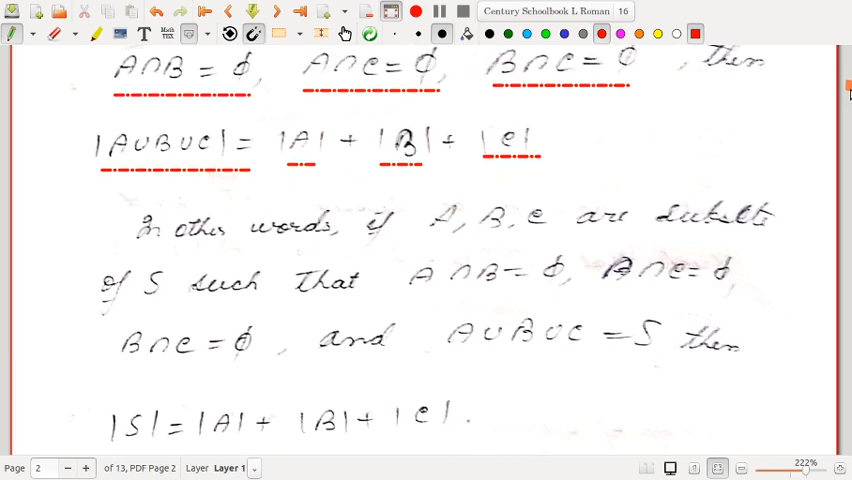 Century Schoolbook L Roman 16
A∩B = ϕ, A∩C = ϕ, B∩C = ϕ, then
|A∪B∪C| = |A| + |B| + |C|
In other words, if A, B, C are subsets
of S such that A∩B = ϕ, B∩C = ϕ,
B∩C = ϕ, and A∪B∪C = S then
|S| = |A| + |B| + |C|.
Page 2 of 13, PDF Page 2 Layer Layer 1 222%